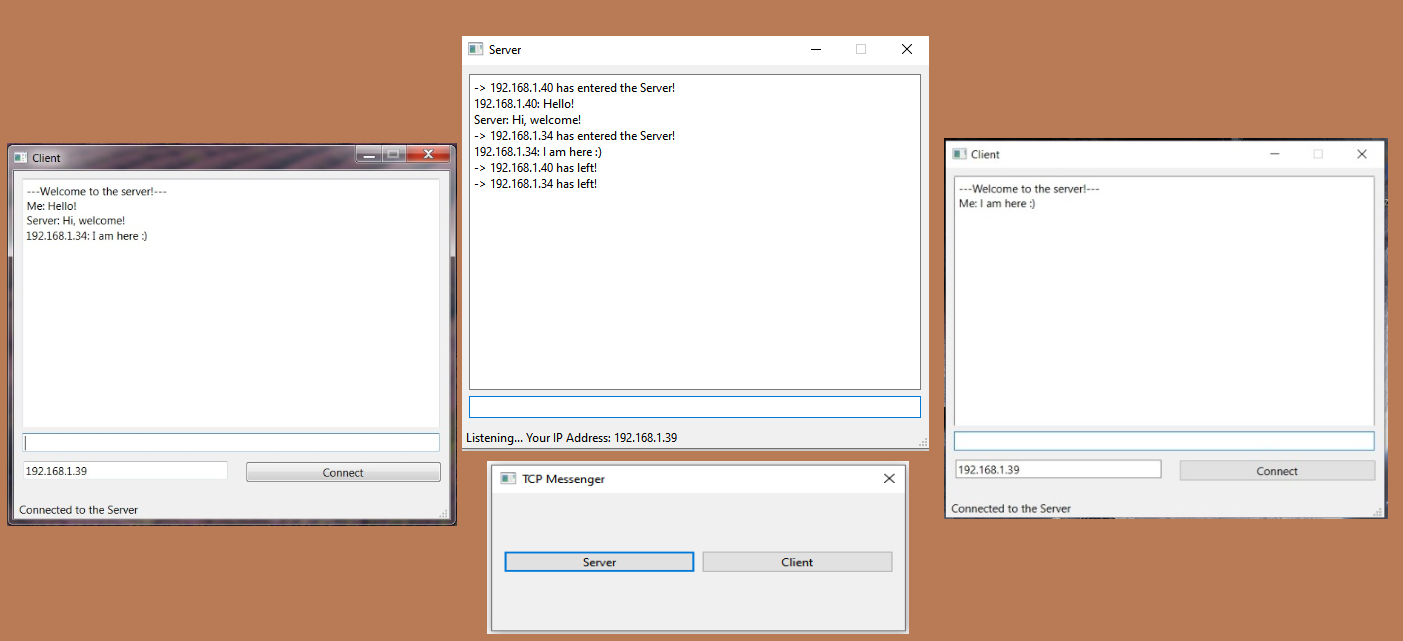 Client
---Welcome to the server!---
Me: Hello!
Server: Hi, welcome!
192.168.1.34: I am here :)
192.168.1.39
Connect
Connected to the Server
Server
-> 192.168.1.40 has entered the Server!
192.168.1.40: Hello!
Server: Hi, welcome!
-> 192.168.1.34 has entered the Server!
192.168.1.34: I am here :)
-> 192.168.1.40 has left!
-> 192.168.1.34 has left!
Listening... Your IP Address: 192.168.1.39
TCP Messenger
Server
Client
Client
---Welcome to the server!---
Me: I am here :)
192.168.1.39
Connect
Connected to the Server